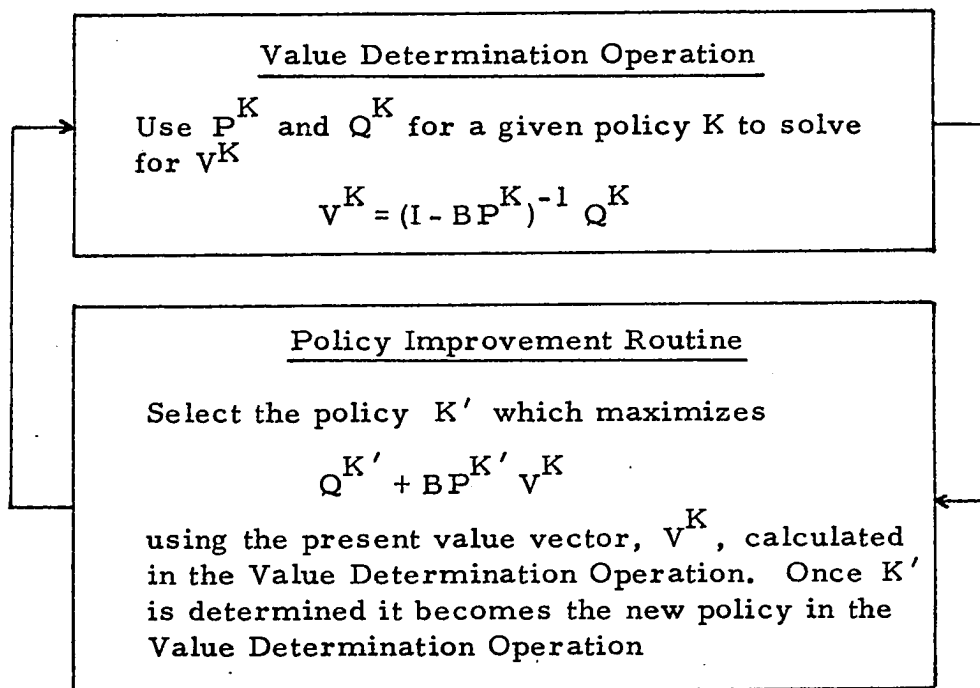 Value Determination Operation
Use P^K and Q^K for a given policy K to solve
for V^K
V^K = (I - BP^K)^-1 Q^K
Policy Improvement Routine
Select the policy K′ which maximizes
Q^K′ + BP^K′ V^K
using the present value vector, V^K, calculated
in the Value Determination Operation. Once K′
is determined it becomes the new policy in the
Value Determination Operation